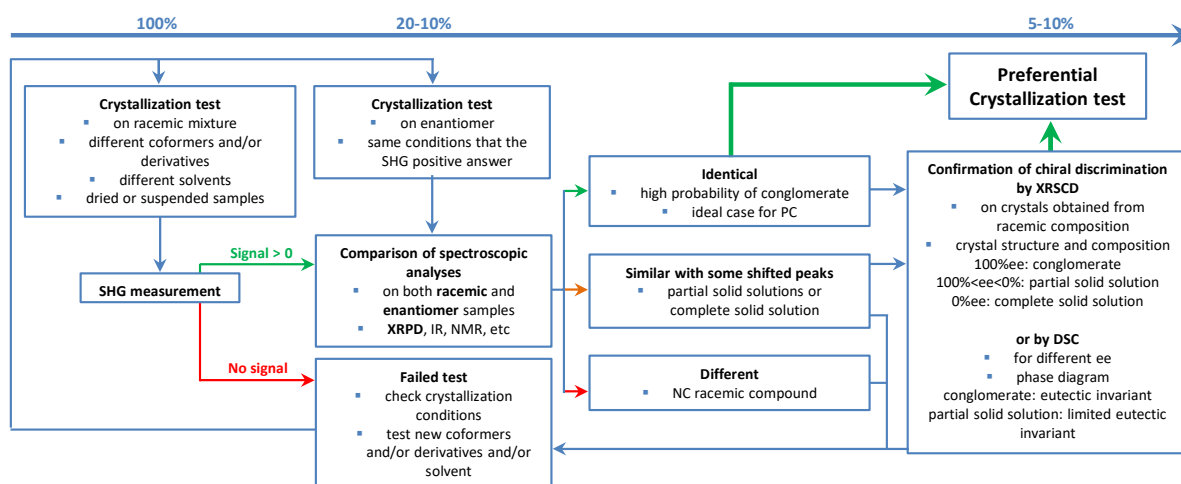 100%
20-10%
5-10%
Crystallization test
▪ on racemic mixture
▪ different coformers and/or
derivatives
▪ different solvents
▪ dried or suspended samples
Signal > 0
SHG measurement
No signal
Crystallization test
▪ on enantiomer
▪ same conditions that the
SHG positive answer
Comparison of spectroscopic
analyses
▪ on both racemic and
enantiomer samples
▪ XRPD, IR, NMR, etc
Failed test
▪ check crystallization
conditions
▪ test new coformers
and/or derivatives and/or
solvent
Identical
▪ high probability of conglomerate
▪ ideal case for PC
Similar with some shifted peaks
▪ partial solid solutions or
complete solid solution
Different
▪ NC racemic compound
Preferential
Crystallization test
Confirmation of chiral discrimination
by XRSCD
▪ on crystals obtained from
racemic composition
▪ crystal structure and composition
100%ee: conglomerate
100%<ee<0%: partial solid solution
0%ee: complete solid solution
or by DSC
▪ for different ee
▪ phase diagram
conglomerate: eutectic invariant
partial solid solution: limited eutectic
invariant